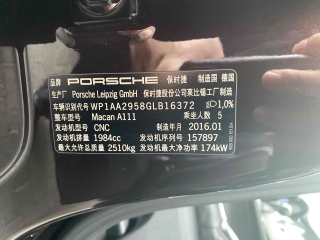 品牌 PORSCHE 保时捷 制造国 德国
生产厂 Porsche Leipzig GmbH 保时捷股份公司莱比锡工厂制造
车辆识别代号 WP1AA2958GLB16372 1,0%
整车型号 Macan A111 乘坐人数 5
发动机型号 CNC 制造年月 2016.01
发动机排量 1984cc 发动机序列号 157897
最大允许总质量 2510kg 发动机最大净功率 174kW